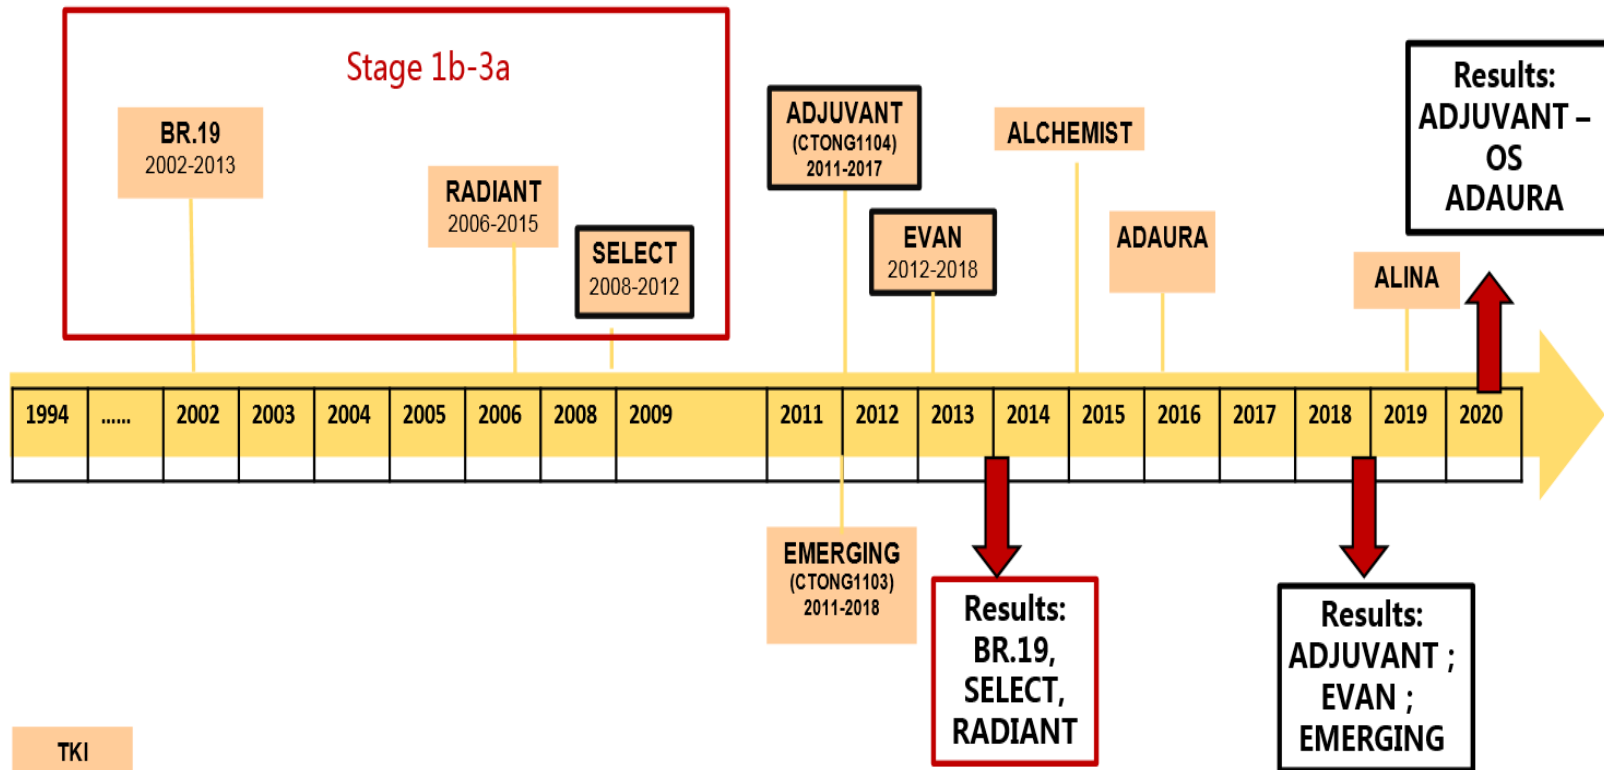 Stage 1b-3a
BR.19
2002-2013
RADIANT
2006-2015
SELECT
2008-2012
ADJUVANT
(CTONG1104)
2011-2017
EVAN
2012-2018
ALCHEMIST
ADAURA
ALINA
Results:
ADJUVANT –
OS
ADAURA
1994 ...... 2002 2003 2004 2005 2006 2008 2009 2011 2012 2013 2014 2015 2016 2017 2018 2019 2020
EMERGING
(CTONG1103)
2011-2018
Results:
BR.19,
SELECT,
RADIANT
Results:
ADJUVANT ;
EVAN ;
EMERGING
TKI